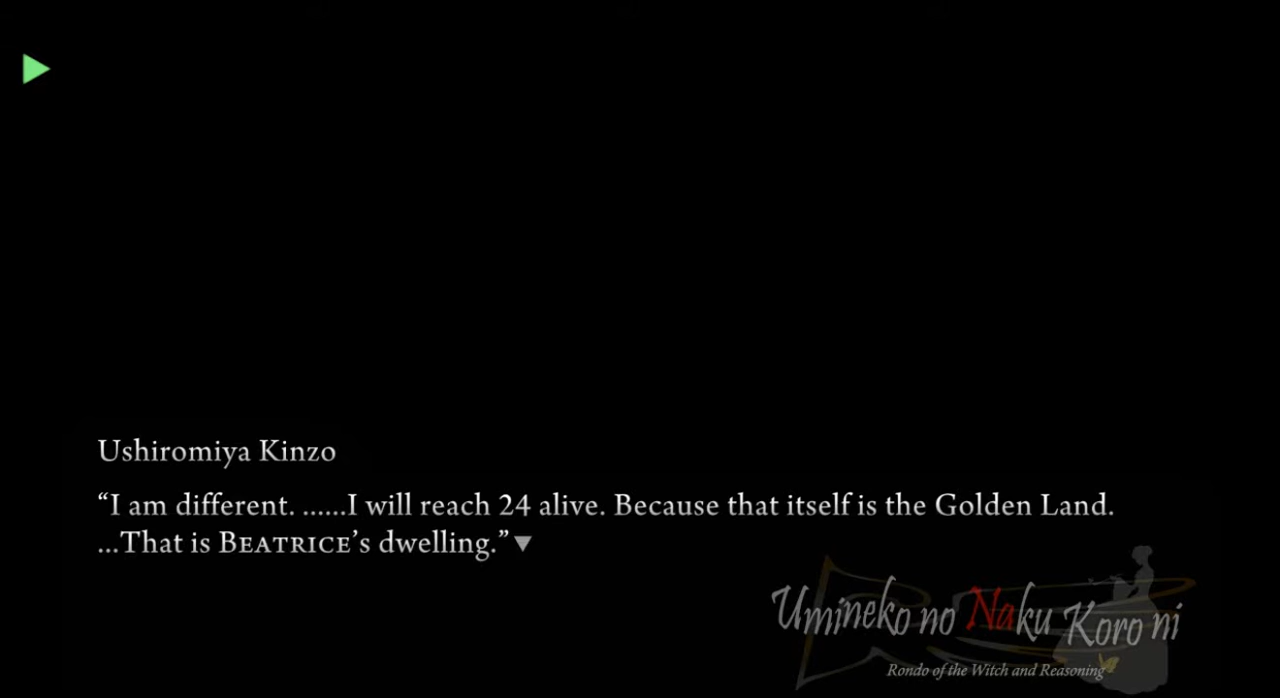 Ushiromiya Kinzo
“I am different. ......I will reach 24 alive. Because that itself is the Golden Land.
...That is BEATRICE’s dwelling.”
Umineko no Naku Koro ni
Rondo of the Witch and Reasoning